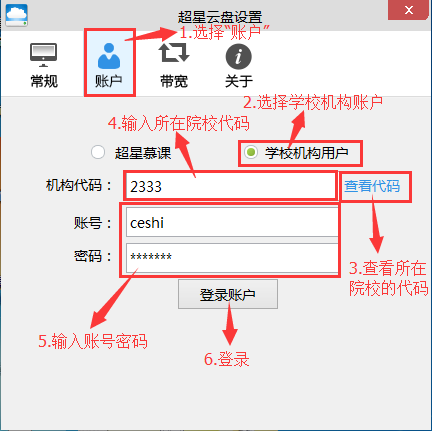 超星云盘设置
x
1.选择“账户”
常规
账户
带宽
关于
2.选择学校机构账户
4.输入所在院校代码
超星慕课
学校机构用户
机构代码：
2333
查看代码
账号：
ceshi
密码：
*******
3.查看所在
院校的代码
登录账户
5.输入账号密码
6.登录